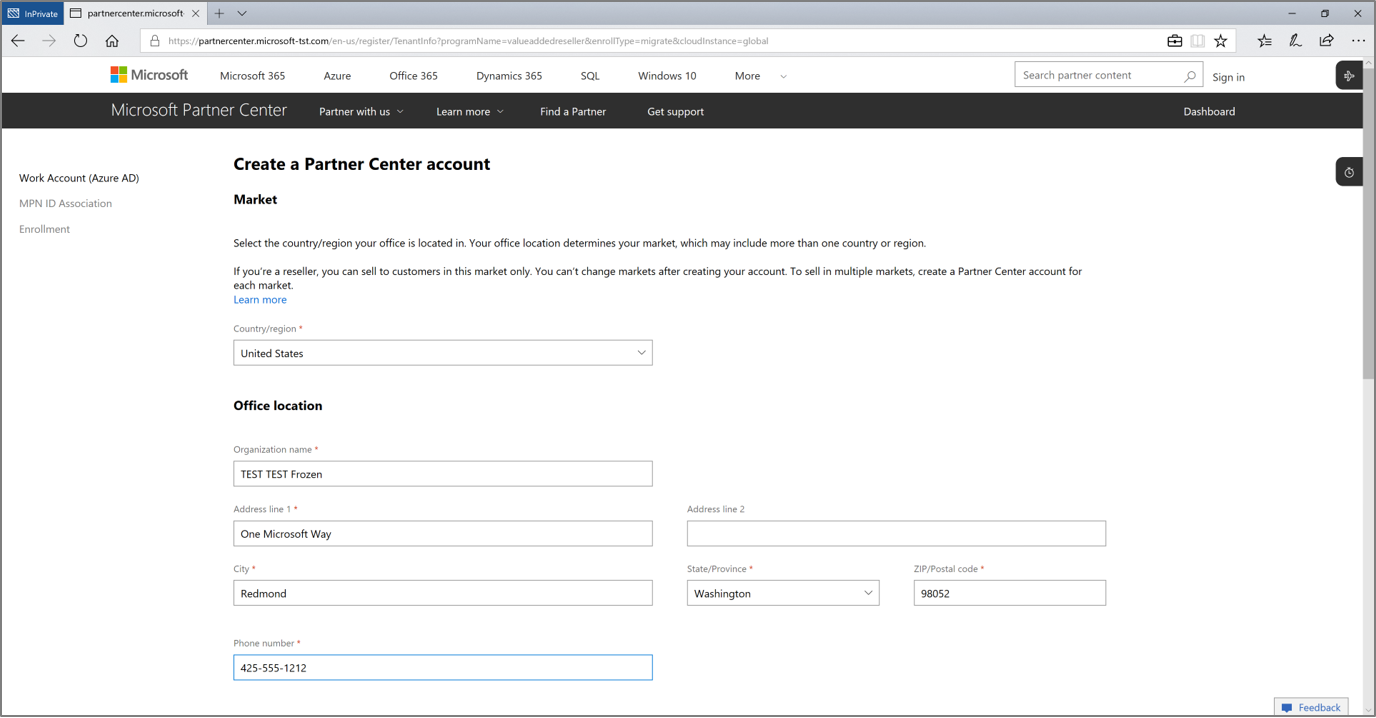 InPrivate
partnercenter.microsoft-
https://partnercenter.microsoft-tst.com/en-us/register/TenantInfo?programName=valueaddedreseller&enrollType=migrate&cloudInstance=global
Microsoft
Microsoft 365
Azure
Office 365
Dynamics 365
SQL
Windows 10
More
Search partner content
Sign in
Microsoft Partner Center
Partner with us
Learn more
Find a Partner
Get support
Dashboard
Work Account (Azure AD)
MPN ID Association
Enrollment
Create a Partner Center account
Market
Select the country/region your office is located in. Your office location determines your market, which may include more than one country or region.
If you're a reseller, you can sell to customers in this market only. You can't change markets after creating your account. To sell in multiple markets, create a Partner Center account for
each market.
Learn more
Country/region *
United States
Office location
Organization name *
TEST TEST Frozen
Address line 1 *
One Microsoft Way
Address line 2
City *
Redmond
State/Province *
Washington
ZIP/Postal code *
98052
Phone number *
425-555-1212
Feedback